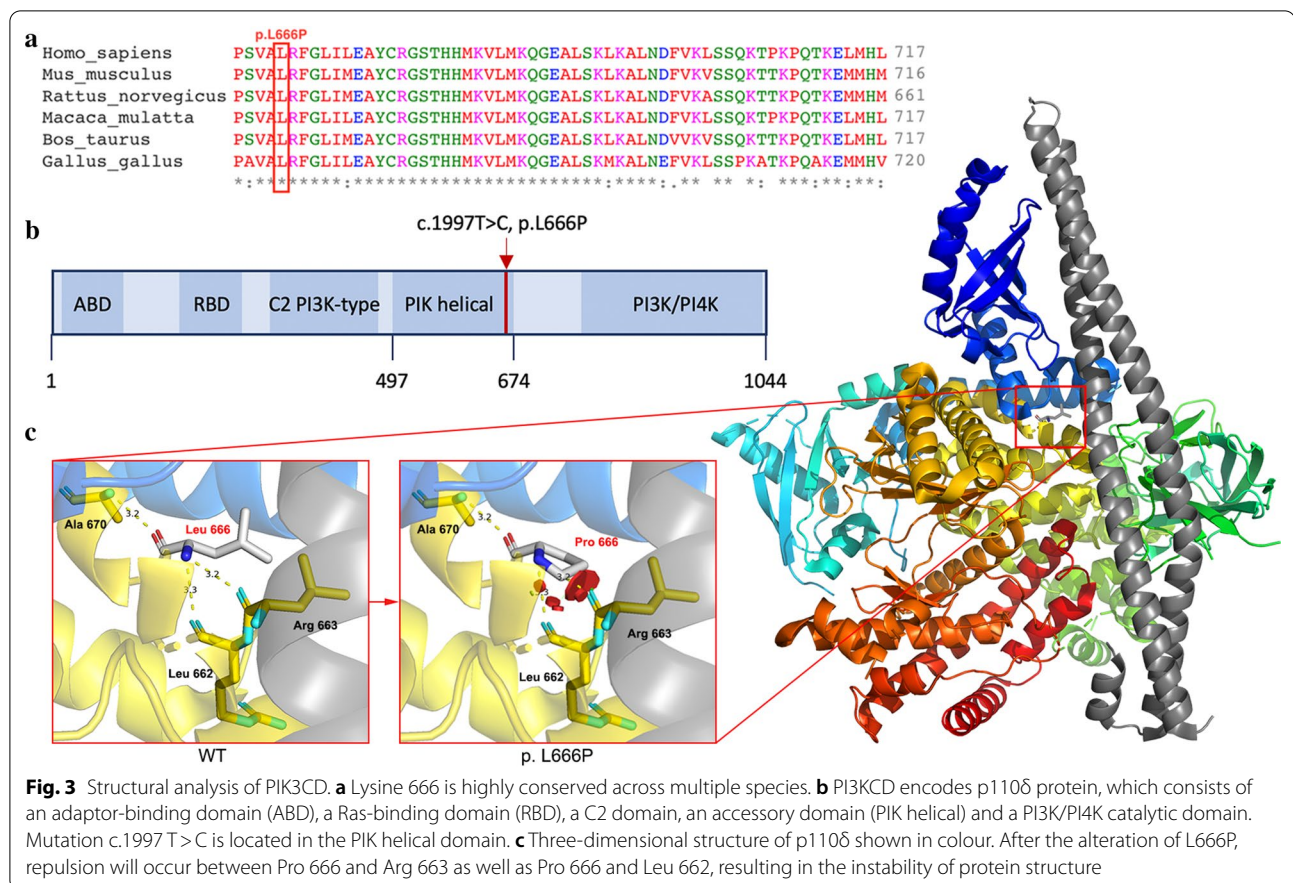 a
p.L666P
Homo_sapiens PSVALRFGLILEAYCRGSTHHMKVLMKQGEALSKLKALNDFVKLSSQKTPKPQTKELMHL 717
Mus_musculus PSVALRFGLILEAYCRGSTHHMKVLMKQGEALSKLKALNDFVKVSSQKTTKPQTKELMHM 716
Rattus_norvegicus PSVALRFGLIMEAYCRGSTHHMKVLMKQGEALSKLKALNDFVKASSQKTTKPQTKEMMHM 661
Macaca_mulatta PSVALRFGLILEAYCRGSTHHMKVLMKQGEALSKLKALNDFVKLSSQKTPKPQTKELMHL 717
Bos_taurus PSVALRFGLILEAYCRGSTHHMKVLMKQGEALSKLKALNDVVKVSSQKTTKPQTKELMHL 717
Gallus_gallus PAVALRFGLILEAYCRGSTHHMKVLMKQGEALSKMKALNEFVKLSSPKATKPQAKEMMHV 720
*:********:***********************:****:.** ** *: ***:**:**:
b
c.1997T>C, p.L666P
ABD RBD C2 PI3K-type PIK helical PI3K/PI4K
1 497 674 1044
c
Ala 670
3.2
Leu 666
3.2
3.3
Arg 663
Leu 662
WT
Ala 670
3.2
Pro 666
3.2
Arg 663
Leu 662
p. L666P
Fig. 3 Structural analysis of PIK3CD. a Lysine 666 is highly conserved across multiple species. b PI3KCD encodes p110δ protein, which consists of
an adaptor-binding domain (ABD), a Ras-binding domain (RBD), a C2 domain, an accessory domain (PIK helical) and a PI3K/PI4K catalytic domain.
Mutation c.1997 T > C is located in the PIK helical domain. c Three-dimensional structure of p110δ shown in colour. After the alteration of L666P,
repulsion will occur between Pro 666 and Arg 663 as well as Pro 666 and Leu 662, resulting in the instability of protein structure